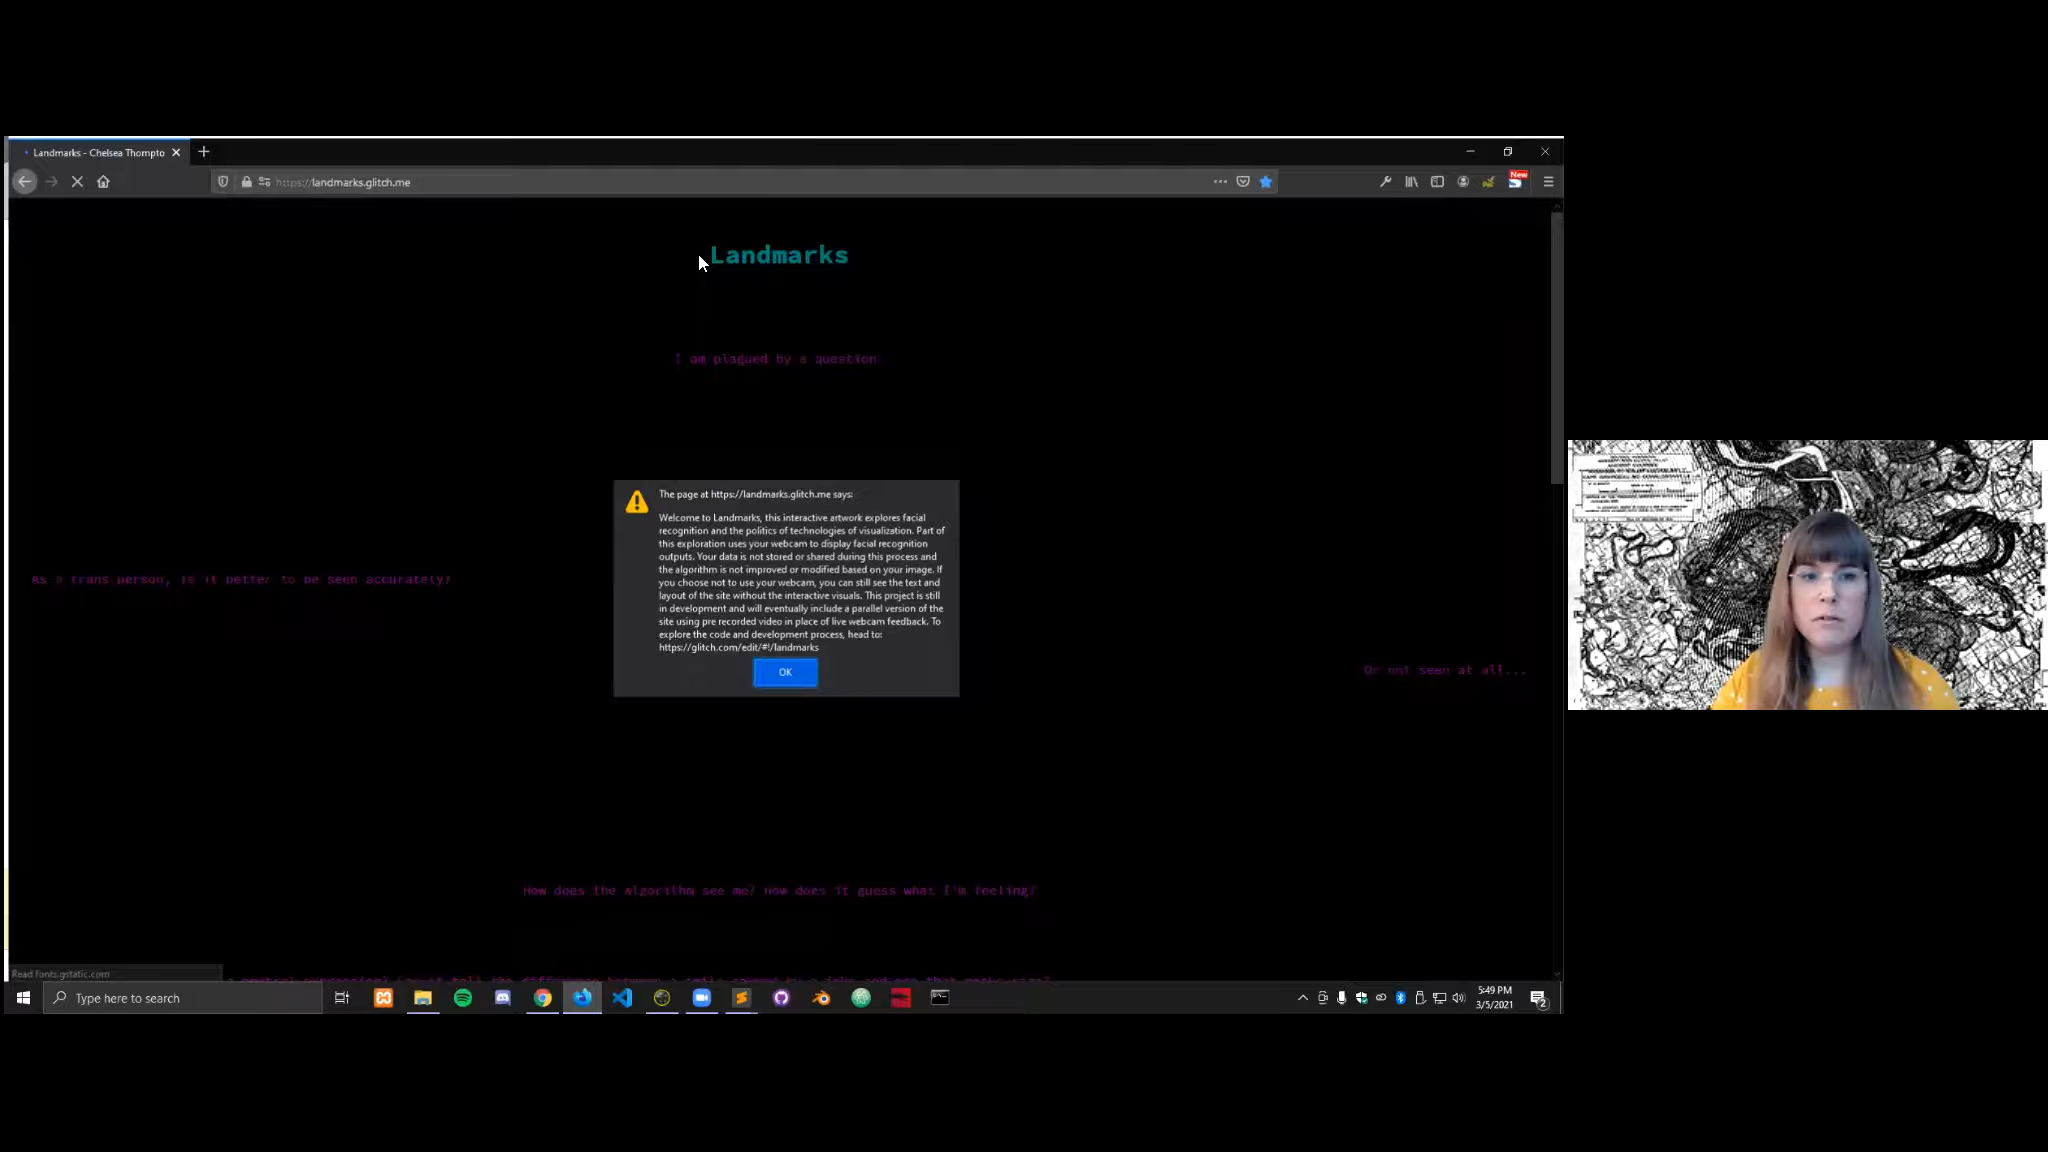 Landmarks - Chelsea Thompto
https://landmarks.glitch.me
New
Landmarks
I am plagued by a question
The page at https://landmarks.glitch.me says:
Welcome to Landmarks, this interactive artwork explores facial
recognition and the politics of technologies of visualization. Part of
this exploration uses your webcam to display facial recognition
outputs. Your data is not stored or shared during this process and
the algorithm is not improved or modified based on your image. If
you choose not to use your webcam, you can still see the text and
layout of the site without the interactive visuals. This project is still
in development and will eventually include a parallel version of the
site using pre recorded video in place of live webcam feedback. To
explore the code and development process, head to:
https://glitch.com/edit/#!/landmarks
OK
As a trans person, is it better to be seen accurately?
Or not seen at all...
How does the algorithm see me? How does it guess what I'm feeling?
Read fonts.gstatic.com
Type here to search
5:49 PM
3/5/2021
2